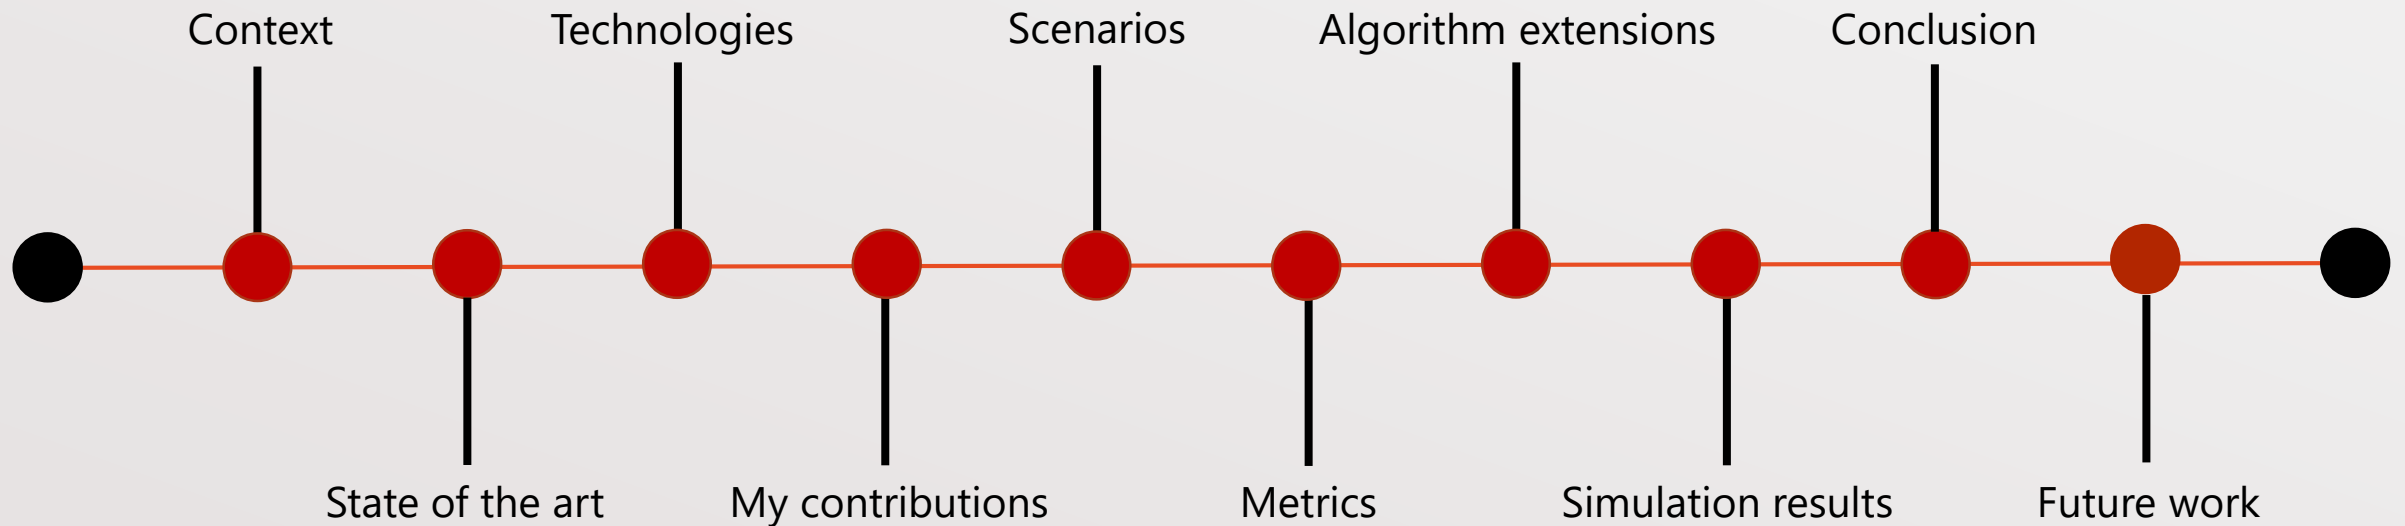 Context
Technologies
Scenarios
Algorithm extensions
Conclusion
State of the art
My contributions
Metrics
Simulation results
Future work